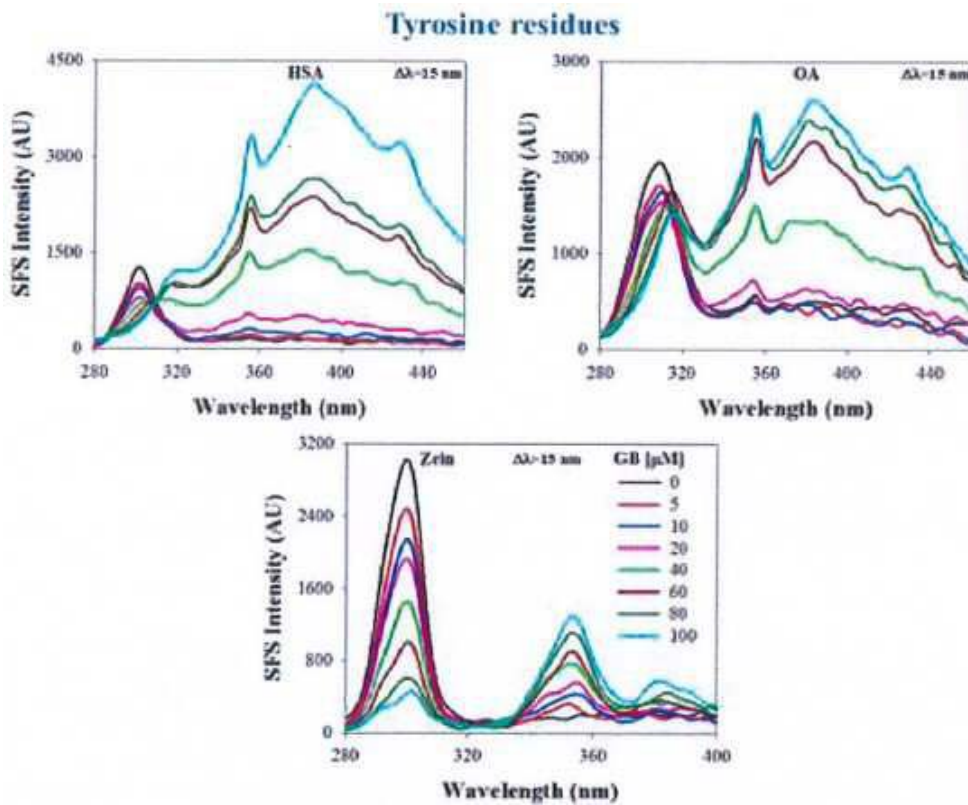 Tyrosine residues
4500
3000
1500
0
HSA
Δλ=15 nm
SFS Intensity (AU)
280 320 360 400 440
Wavelength (nm)
3000
2000
1000
0
OA
Δλ=15 nm
SFS Intensity (AU)
280 320 360 400 440
Wavelength (nm)
3200
2400
1600
800
0
Zein
Δλ=15 nm
GB [µM]
0
5
10
20
40
60
80
100
SFS Intensity (AU)
280 320 360 400
Wavelength (nm)